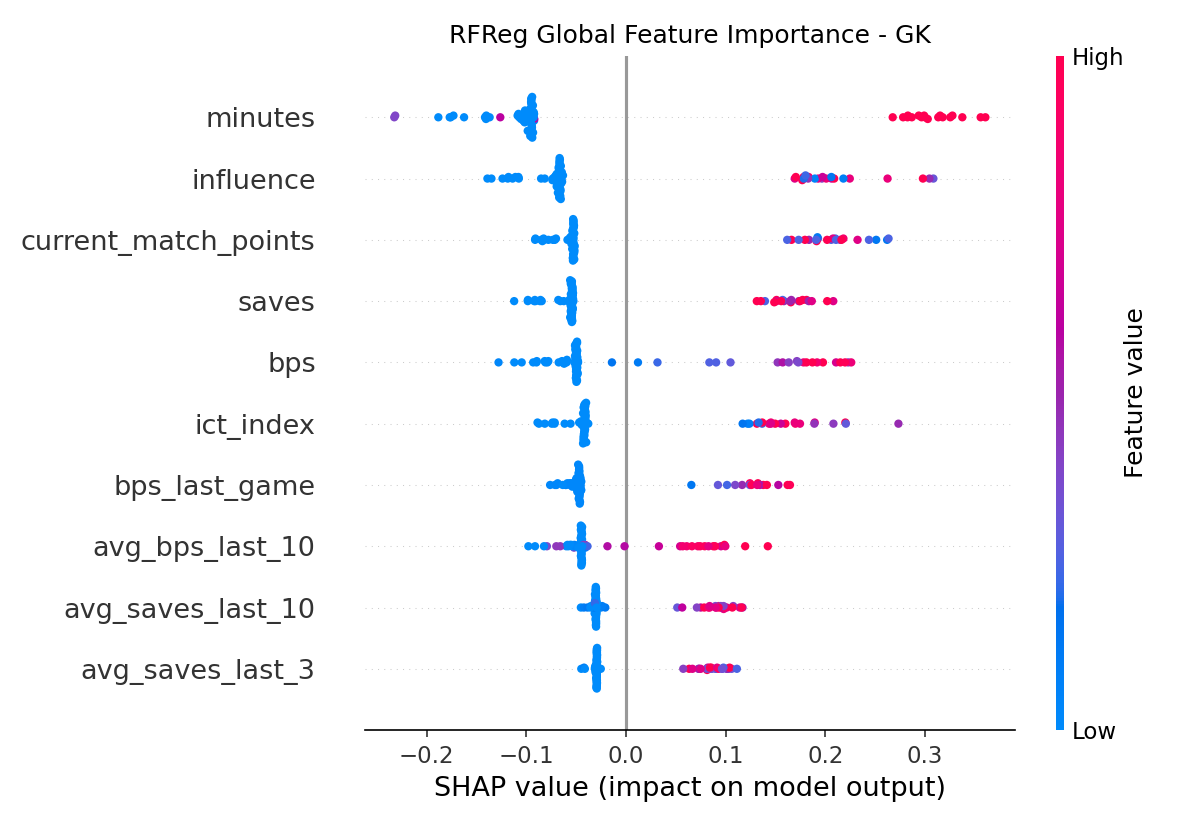 RFReg Global Feature Importance - GK
High
minutes
influence
current_match_points
saves
bps
ict_index
bps_last_game
avg_bps_last_10
avg_saves_last_10
avg_saves_last_3
Feature value
Low
−0.2 −0.1 0.0 0.1 0.2 0.3
SHAP value (impact on model output)